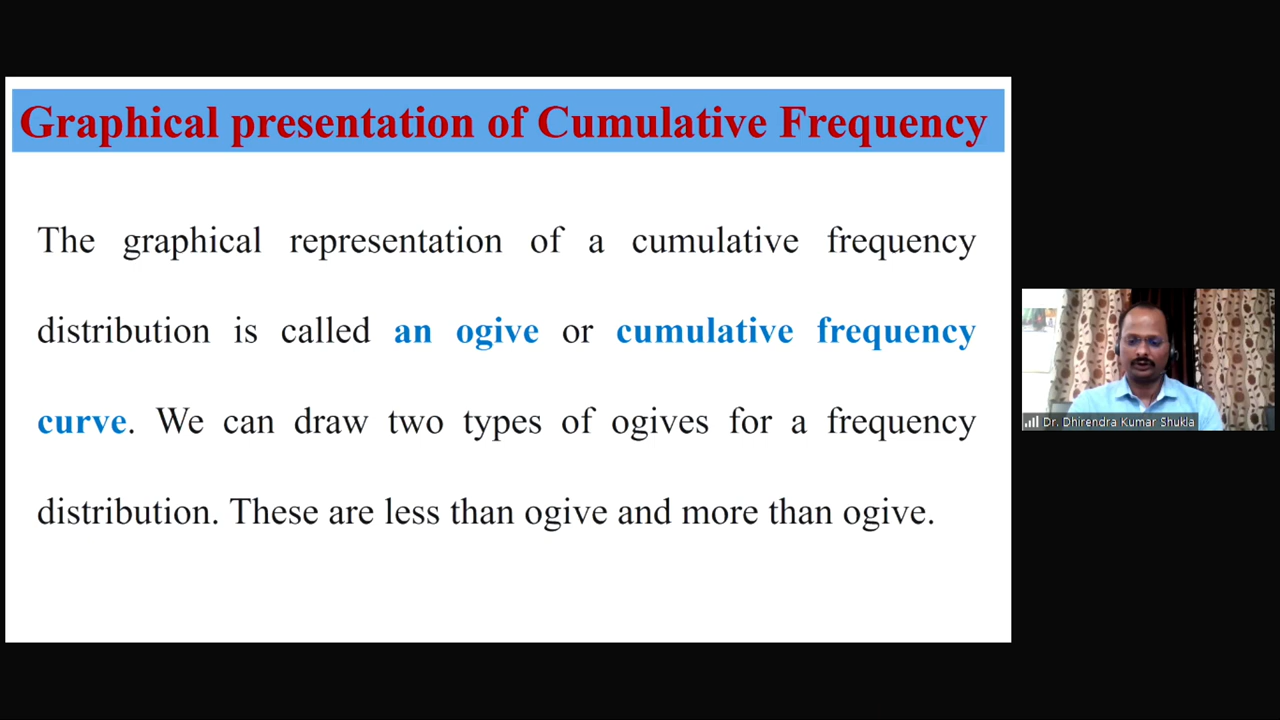 Graphical presentation of Cumulative Frequency
The graphical representation of a cumulative frequency
distribution is called an ogive or cumulative frequency
curve. We can draw two types of ogives for a frequency
distribution. These are less than ogive and more than ogive.
Dr. Dhirendra Kumar Shukla